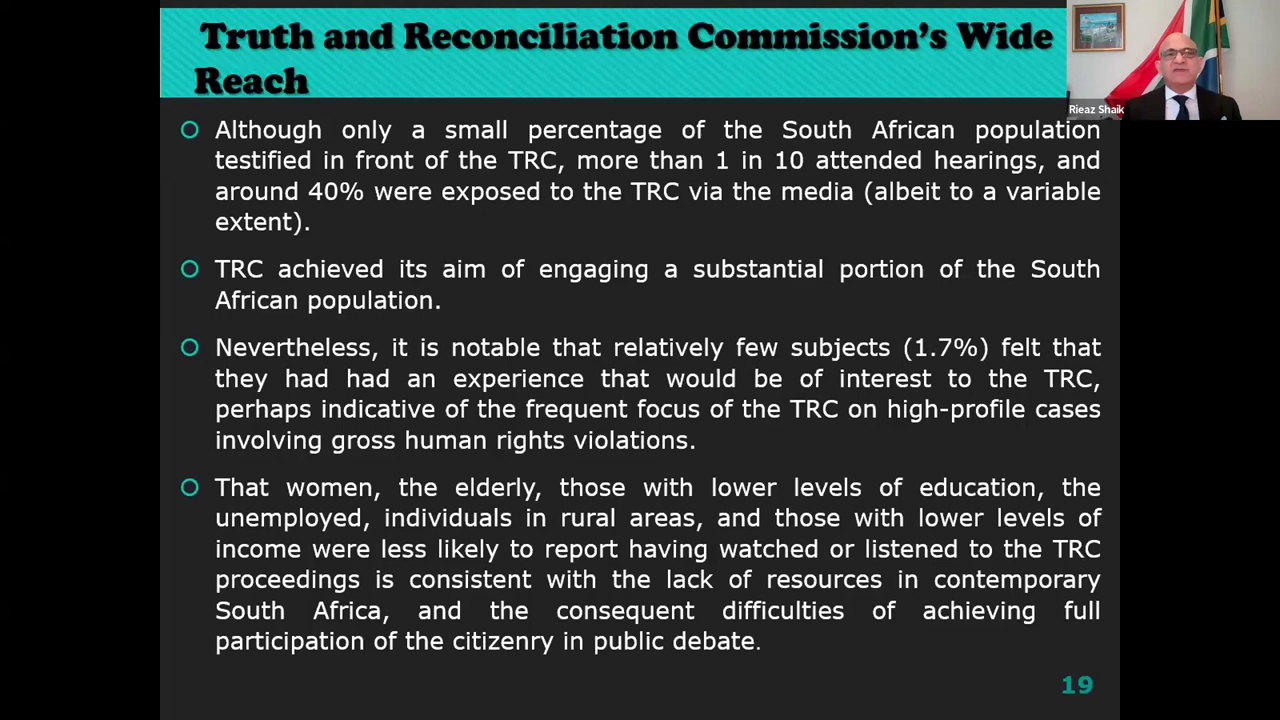 Truth and Reconciliation Commission's Wide
Reach
Rieaz Shaik
Although only a small percentage of the South African population
testified in front of the TRC, more than 1 in 10 attended hearings, and
around 40% were exposed to the TRC via the media (albeit to a variable
extent).
TRC achieved its aim of engaging a substantial portion of the South
African population.
Nevertheless, it is notable that relatively few subjects (1.7%) felt that
they had had an experience that would be of interest to the TRC,
perhaps indicative of the frequent focus of the TRC on high-profile cases
involving gross human rights violations.
That women, the elderly, those with lower levels of education, the
unemployed, individuals in rural areas, and those with lower levels of
income were less likely to report having watched or listened to the TRC
proceedings is consistent with the lack of resources in contemporary
South Africa, and the consequent difficulties of achieving full
participation of the citizenry in public debate.
19